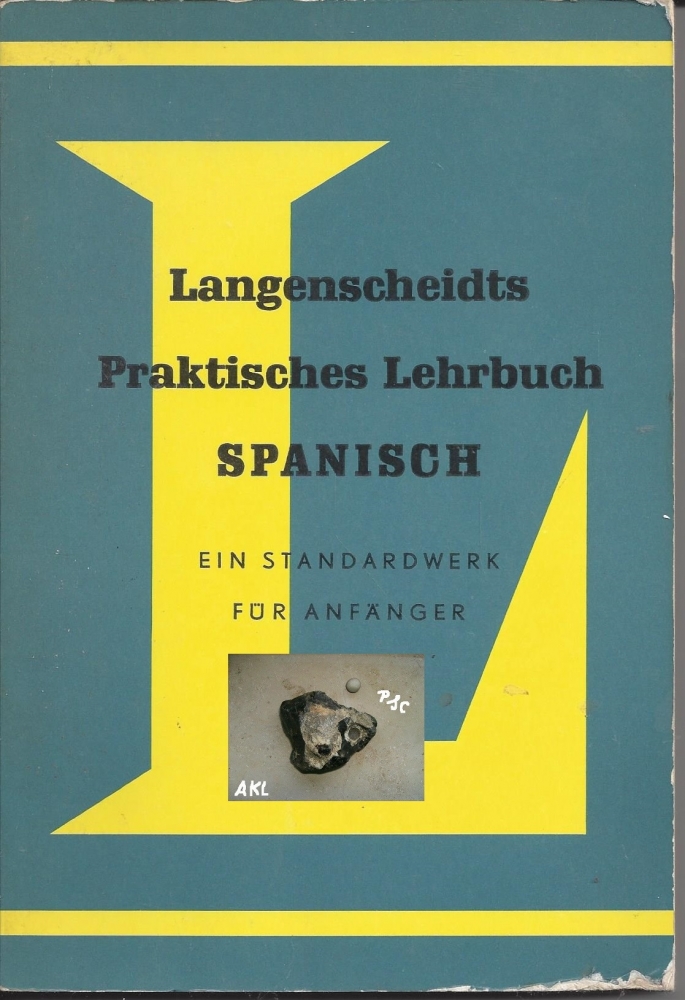 Langenscheidts
Praktisches Lehrbuch
SPANISCH
EIN STANDARDWERK
FÜR ANFÄNGER
PSC
AKL